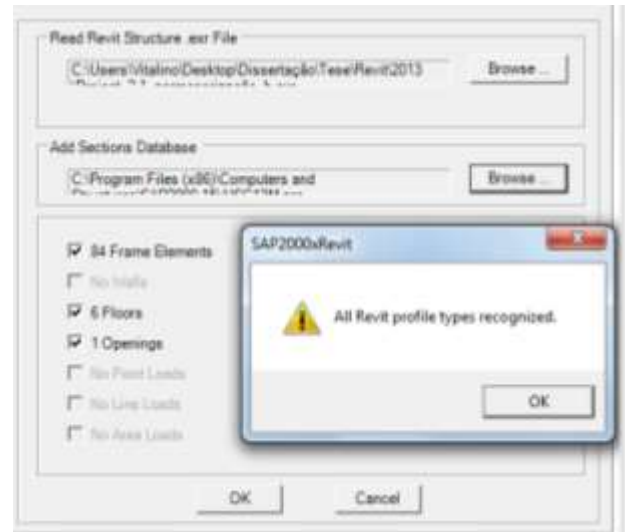 Read Revit Structure .exr File
C:\Users\Vitalino\Desktop\Dissertação\Tese\Revit2013
Browse ...
Add Sections Database
C:\Program Files (x86)\Computers and
Browse ...
84 Frame Elements
No Walls
6 Floors
1 Openings
No Point Loads
No Line Loads
No Area Loads
SAP2000xRevit
All Revit profile types recognized.
OK
OK
Cancel